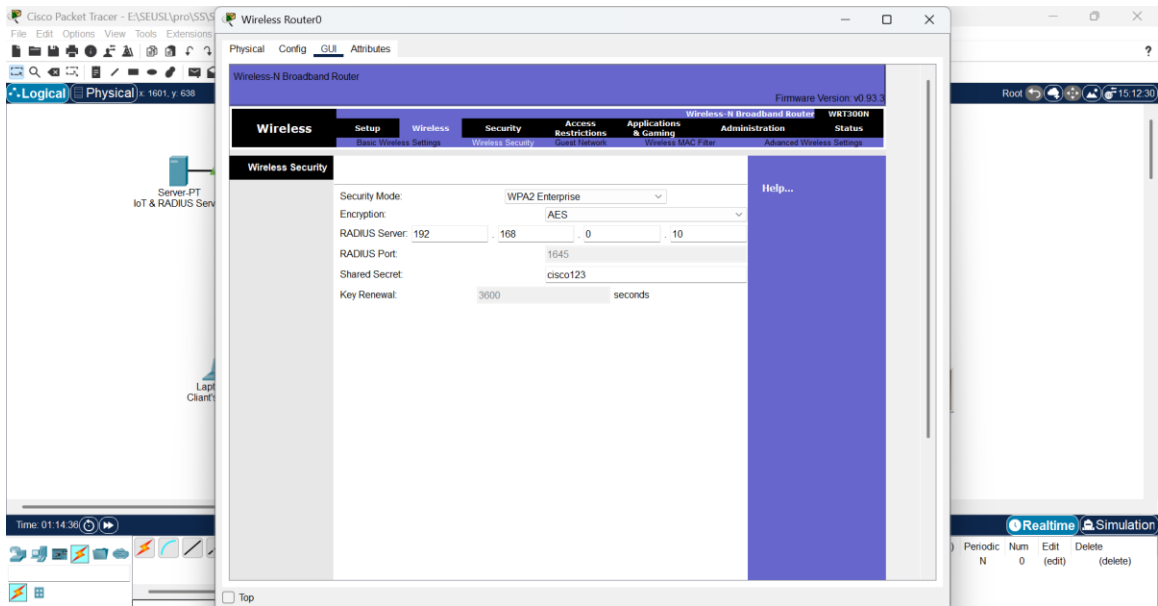 Cisco Packet Tracer - E:\SEUSL\pro\SS\S
File Edit Options View Tools Extensions
Logical Physical x: 1601, y: 638
Root 15:12:30
?
Server-PT
IoT & RADIUS Serv
Lapt
Cliant's
Wireless Router0
Physical Config GUI Attributes
Wireless-N Broadband Router
Firmware Version: v0.93.3
Wireless-N Broadband Router WRT300N
Wireless
Setup Wireless Security Access Restrictions Applications & Gaming Administration Status
Basic Wireless Settings Wireless Security Guest Network Wireless MAC Filter Advanced Wireless Settings
Wireless Security
Help...
Security Mode: WPA2 Enterprise
Encryption: AES
RADIUS Server: 192 . 168 . 0 . 10
RADIUS Port: 1645
Shared Secret: cisco123
Key Renewal: 3600 seconds
Top
Time: 01:14:36
Realtime Simulation
) Periodic Num Edit Delete
N 0 (edit) (delete)